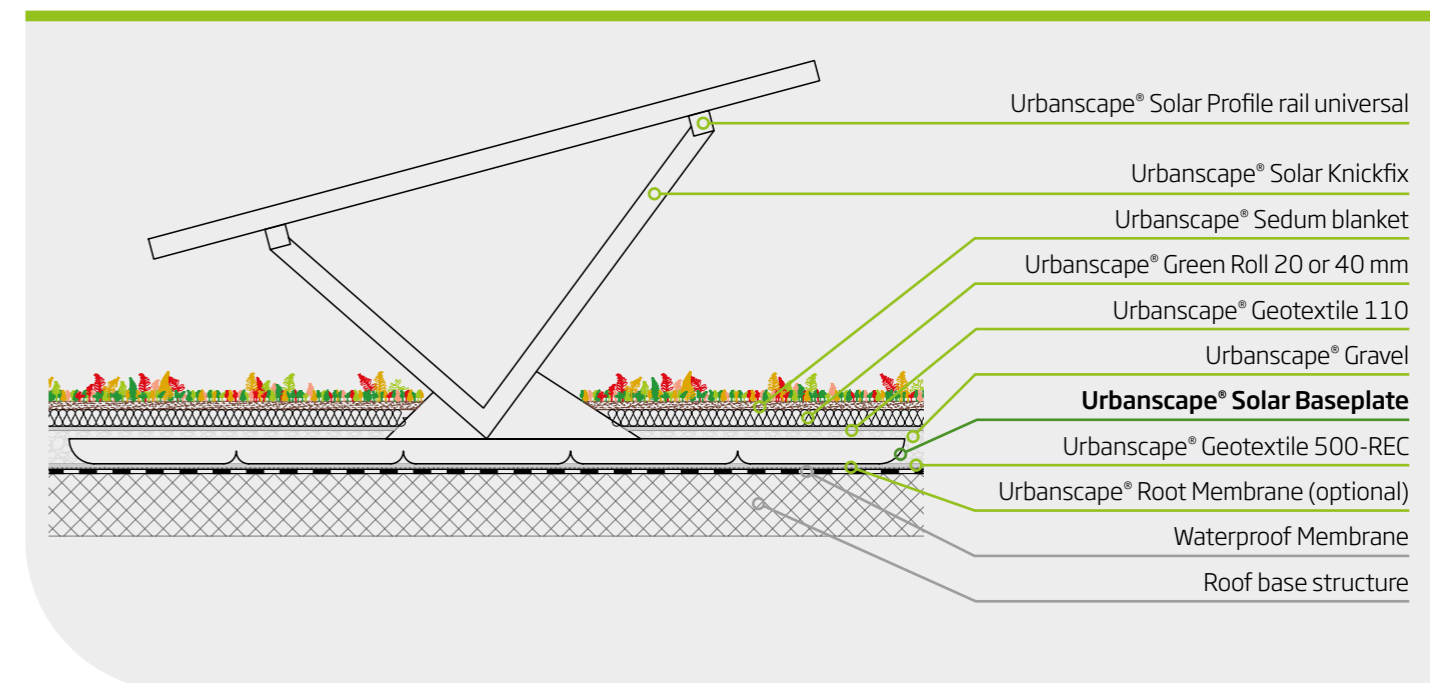 Urbanscape® Solar Profile rail universal
Urbanscape® Solar Knickfix
Urbanscape® Sedum blanket
Urbanscape® Green Roll 20 or 40 mm
Urbanscape® Geotextile 110
Urbanscape® Gravel
Urbanscape® Solar Baseplate
Urbanscape® Geotextile 500-REC
Urbanscape® Root Membrane (optional)
Waterproof Membrane
Roof base structure